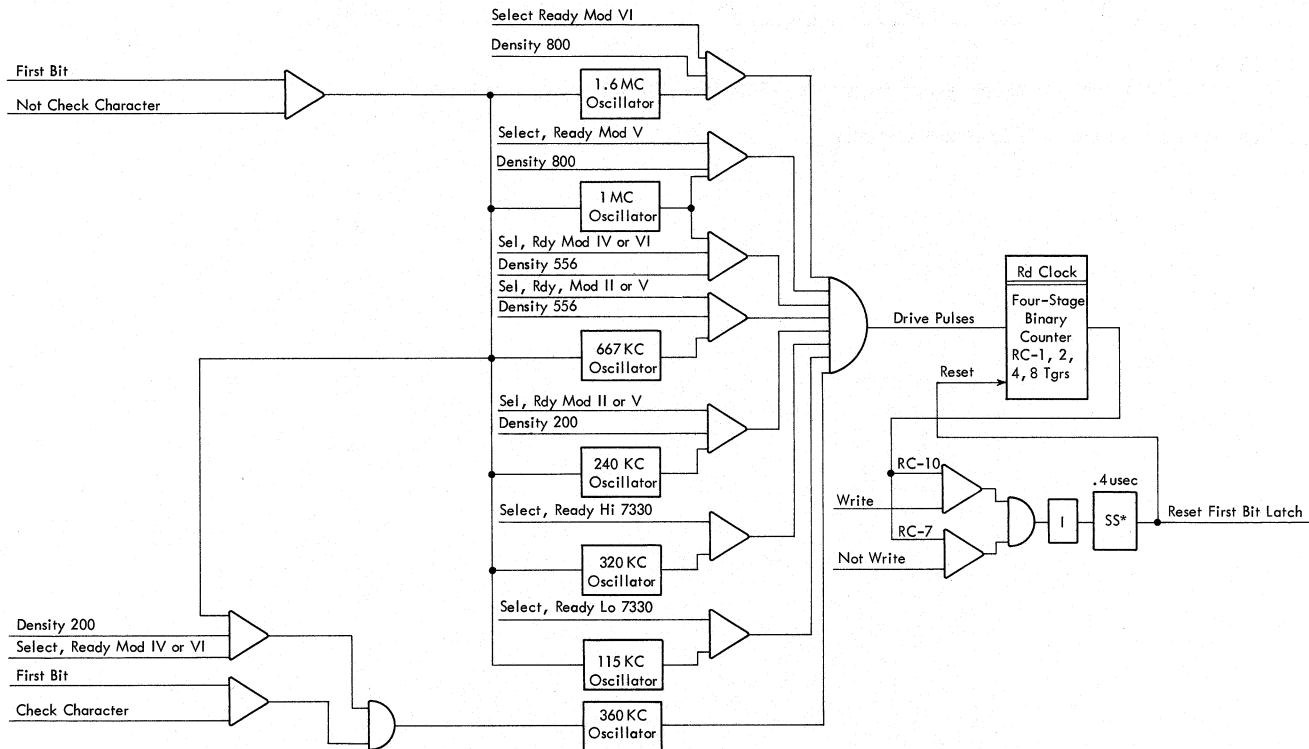 Select Ready Mod VI
Density 800
First Bit
Not Check Character
1.6 MC
Oscillator
Select, Ready Mod V
Density 800
1 MC
Oscillator
Sel, Rdy Mod IV or VI
Density 556
Sel, Rdy, Mod II or V
Density 556
667 KC
Oscillator
Drive Pulses
Rd Clock
Four-Stage
Binary
Counter
RC-1, 2,
4, 8 Tgrs
Reset
Sel, Rdy Mod II or V
Density 200
240 KC
Oscillator
RC-10
Write
RC-7
Not Write
I
.4 usec
SS*
Reset First Bit Latch
Select, Ready Hi 7330
320 KC
Oscillator
Select, Ready Lo 7330
115 KC
Oscillator
Density 200
Select, Ready Mod IV or VI
First Bit
Check Character
360 KC
Oscillator